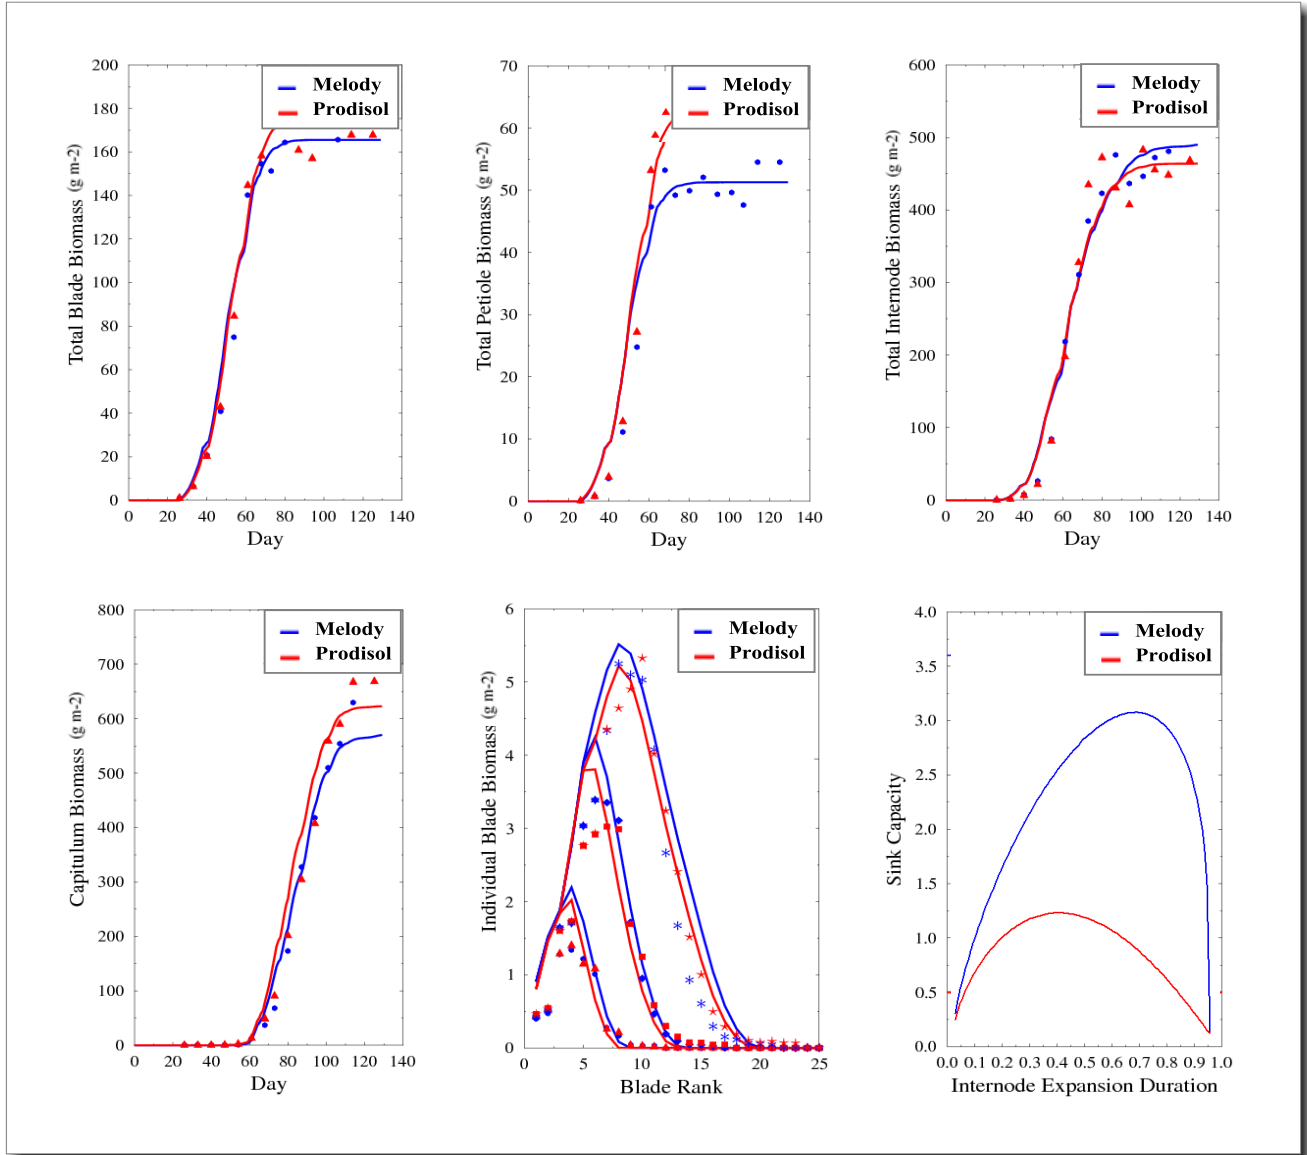 200
180
160
140
120
100
80
60
40
20
0
0 20 40 60 80 100 120 140
Day
Total Blade Biomass (g m-2)
Melody
Prodisol
70
60
50
40
30
20
10
0
0 20 40 60 80 100 120 140
Day
Total Petiole Biomass (g m-2)
Melody
Prodisol
600
500
400
300
200
100
0
0 20 40 60 80 100 120 140
Day
Total Internode Biomass (g m-2)
Melody
Prodisol
800
700
600
500
400
300
200
100
0
0 20 40 60 80 100 120 140
Day
Capitulum Biomass (g m-2)
Melody
Prodisol
6
5
4
3
2
1
0
0 5 10 15 20 25
Blade Rank
Individual Blade Biomass (g m-2)
Melody
Prodisol
4.0
3.5
3.0
2.5
2.0
1.5
1.0
0.5
0.0
0.0 0.1 0.2 0.3 0.4 0.5 0.6 0.7 0.8 0.9 1.0
Internode Expansion Duration
Sink Capacity
Melody
Prodisol